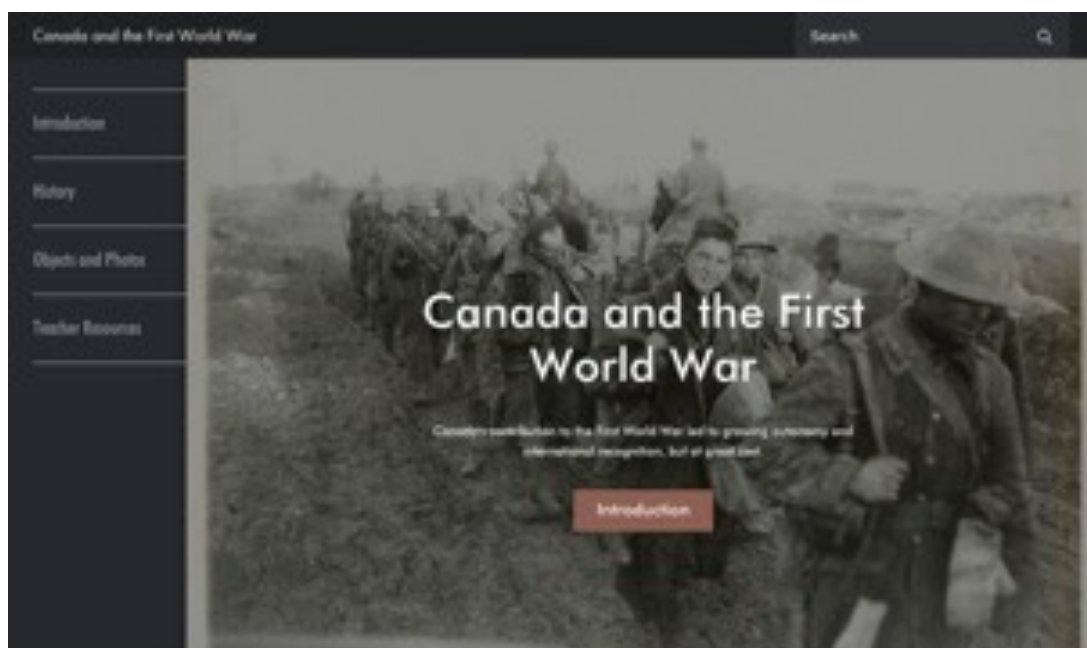 Canada and the First World War
Search
Introduction
History
Objects and Photos
Teacher Resources
Canada and the First
World War
Canada's contribution to the First World War led to growing autonomy and
international recognition, but at great cost.
Introduction